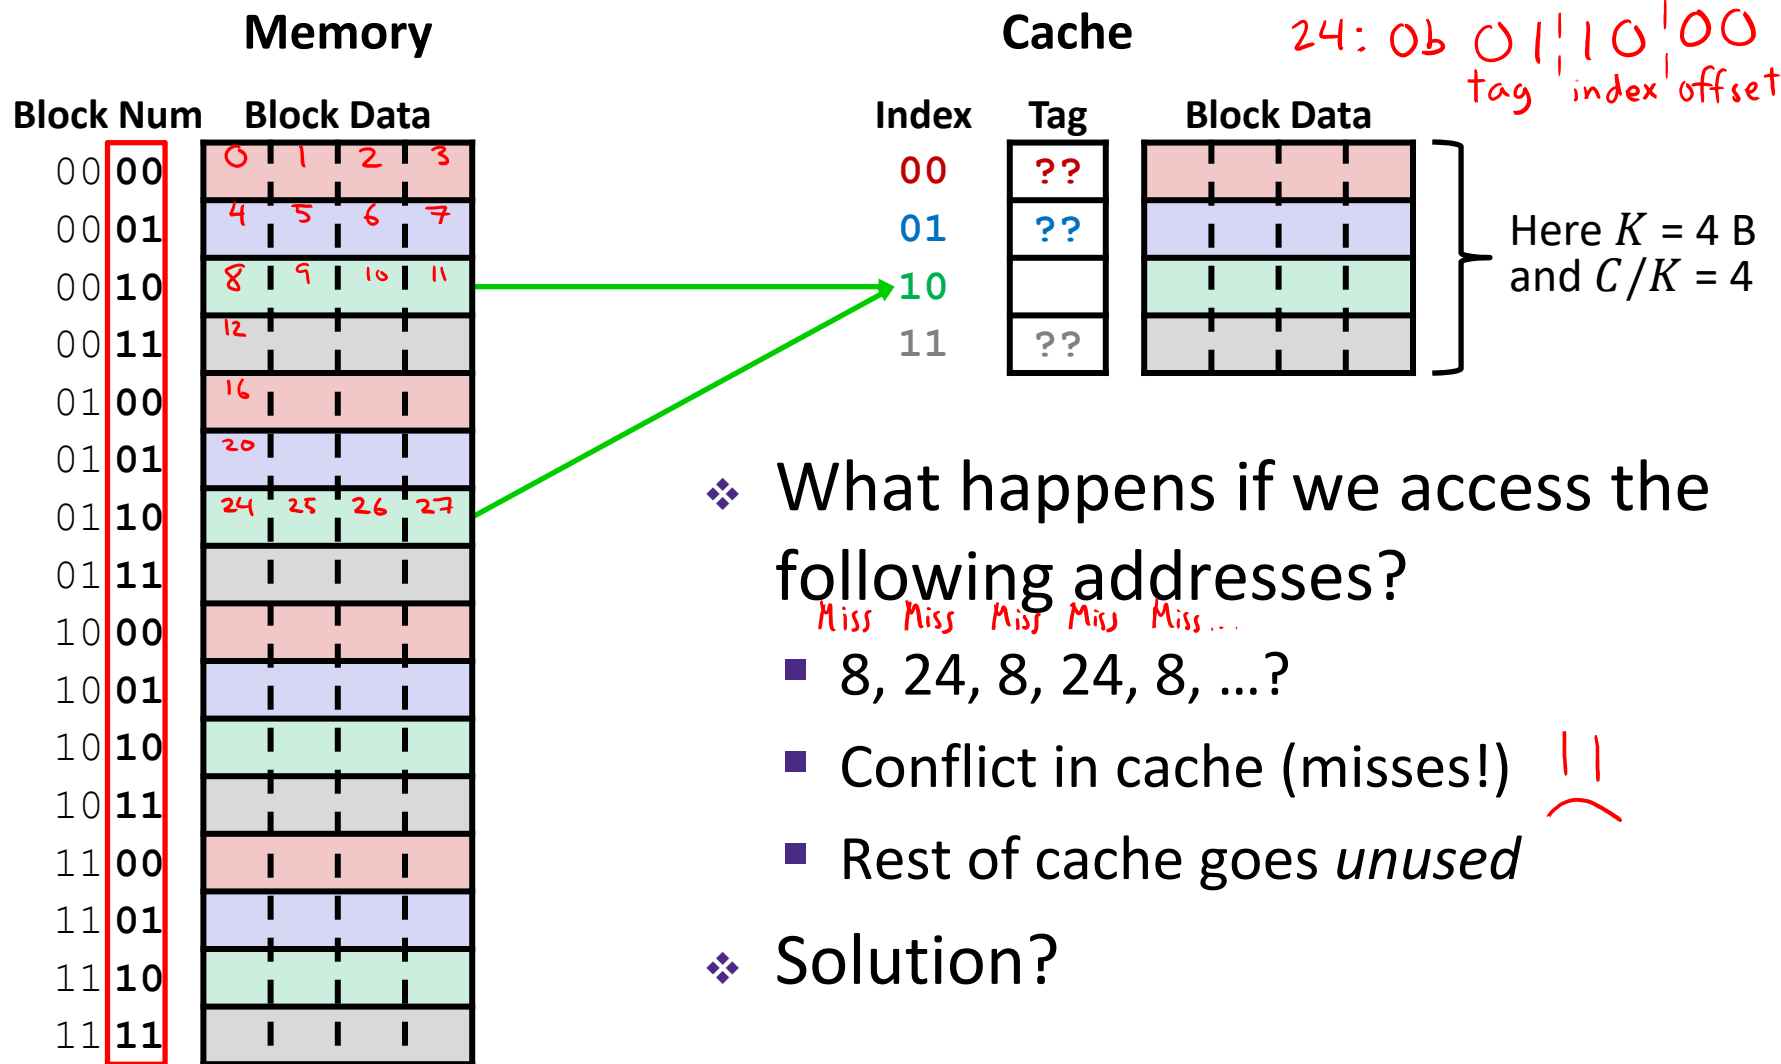 Memory
Cache
24: 0b 01 10 00
tag index offset
Block Num Block Data
Index Tag Block Data
00 00 0 1 2 3
00 01 4 5 6 7
00 10 8 9 10 11
00 11 12
01 00 16
01 01 20
01 10 24 25 26 27
01 11
10 00
10 01
10 10
10 11
11 00
11 01
11 10
11 11
00 ??
01 ??
10
11 ??
Here K = 4 B
and C/K = 4
❖ What happens if we access the
following addresses?
Miss Miss Miss Miss Miss...
▪ 8, 24, 8, 24, 8, …?
▪ Conflict in cache (misses!)
▪ Rest of cache goes unused
❖ Solution?